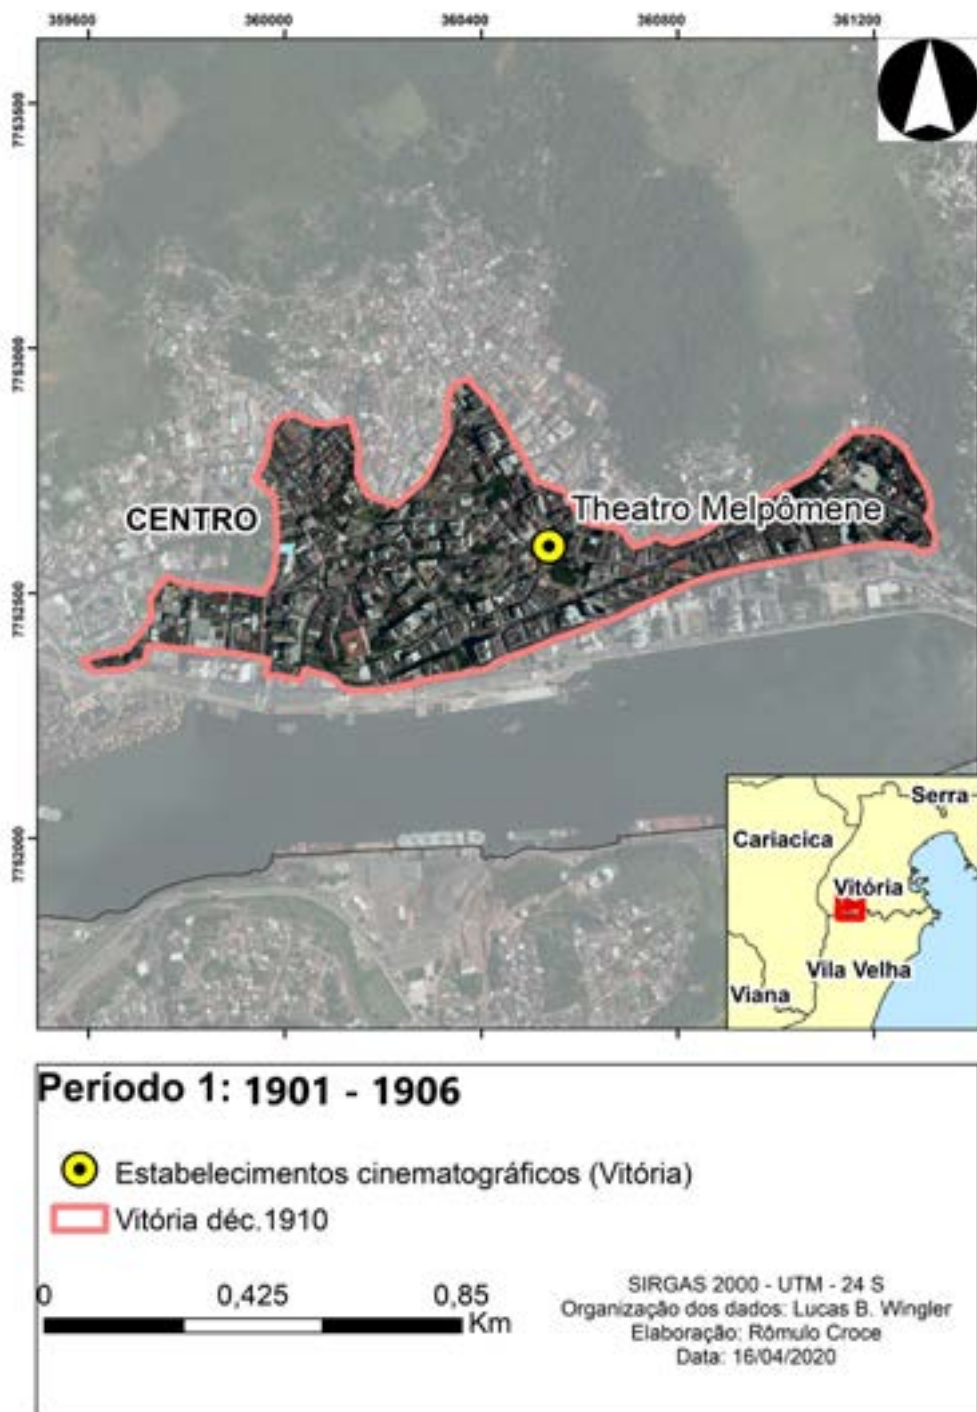 359600 360000 360400 360800 361200
7753500
7753000
CENTRO
Theatro Melpômene
7752500
7752000
Serra
Cariacica
Vitória
Vila Velha
Viana
Período 1: 1901 - 1906
Estabelecimentos cinematográficos (Vitória)
Vitória déc.1910
0 0,425 0,85
Km
SIRGAS 2000 - UTM - 24 S
Organização dos dados: Lucas B. Wingler
Elaboração: Rômulo Croce
Data: 16/04/2020